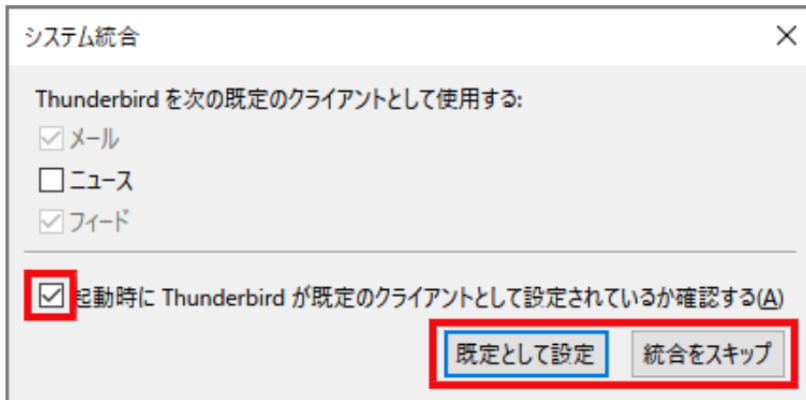 システム統合
Thunderbird を次の既定のクライアントとして使用する:
メール
ニュース
フィード
起動時に Thunderbird が既定のクライアントとして設定されているか確認する(A)
既定として設定 統合をスキップ